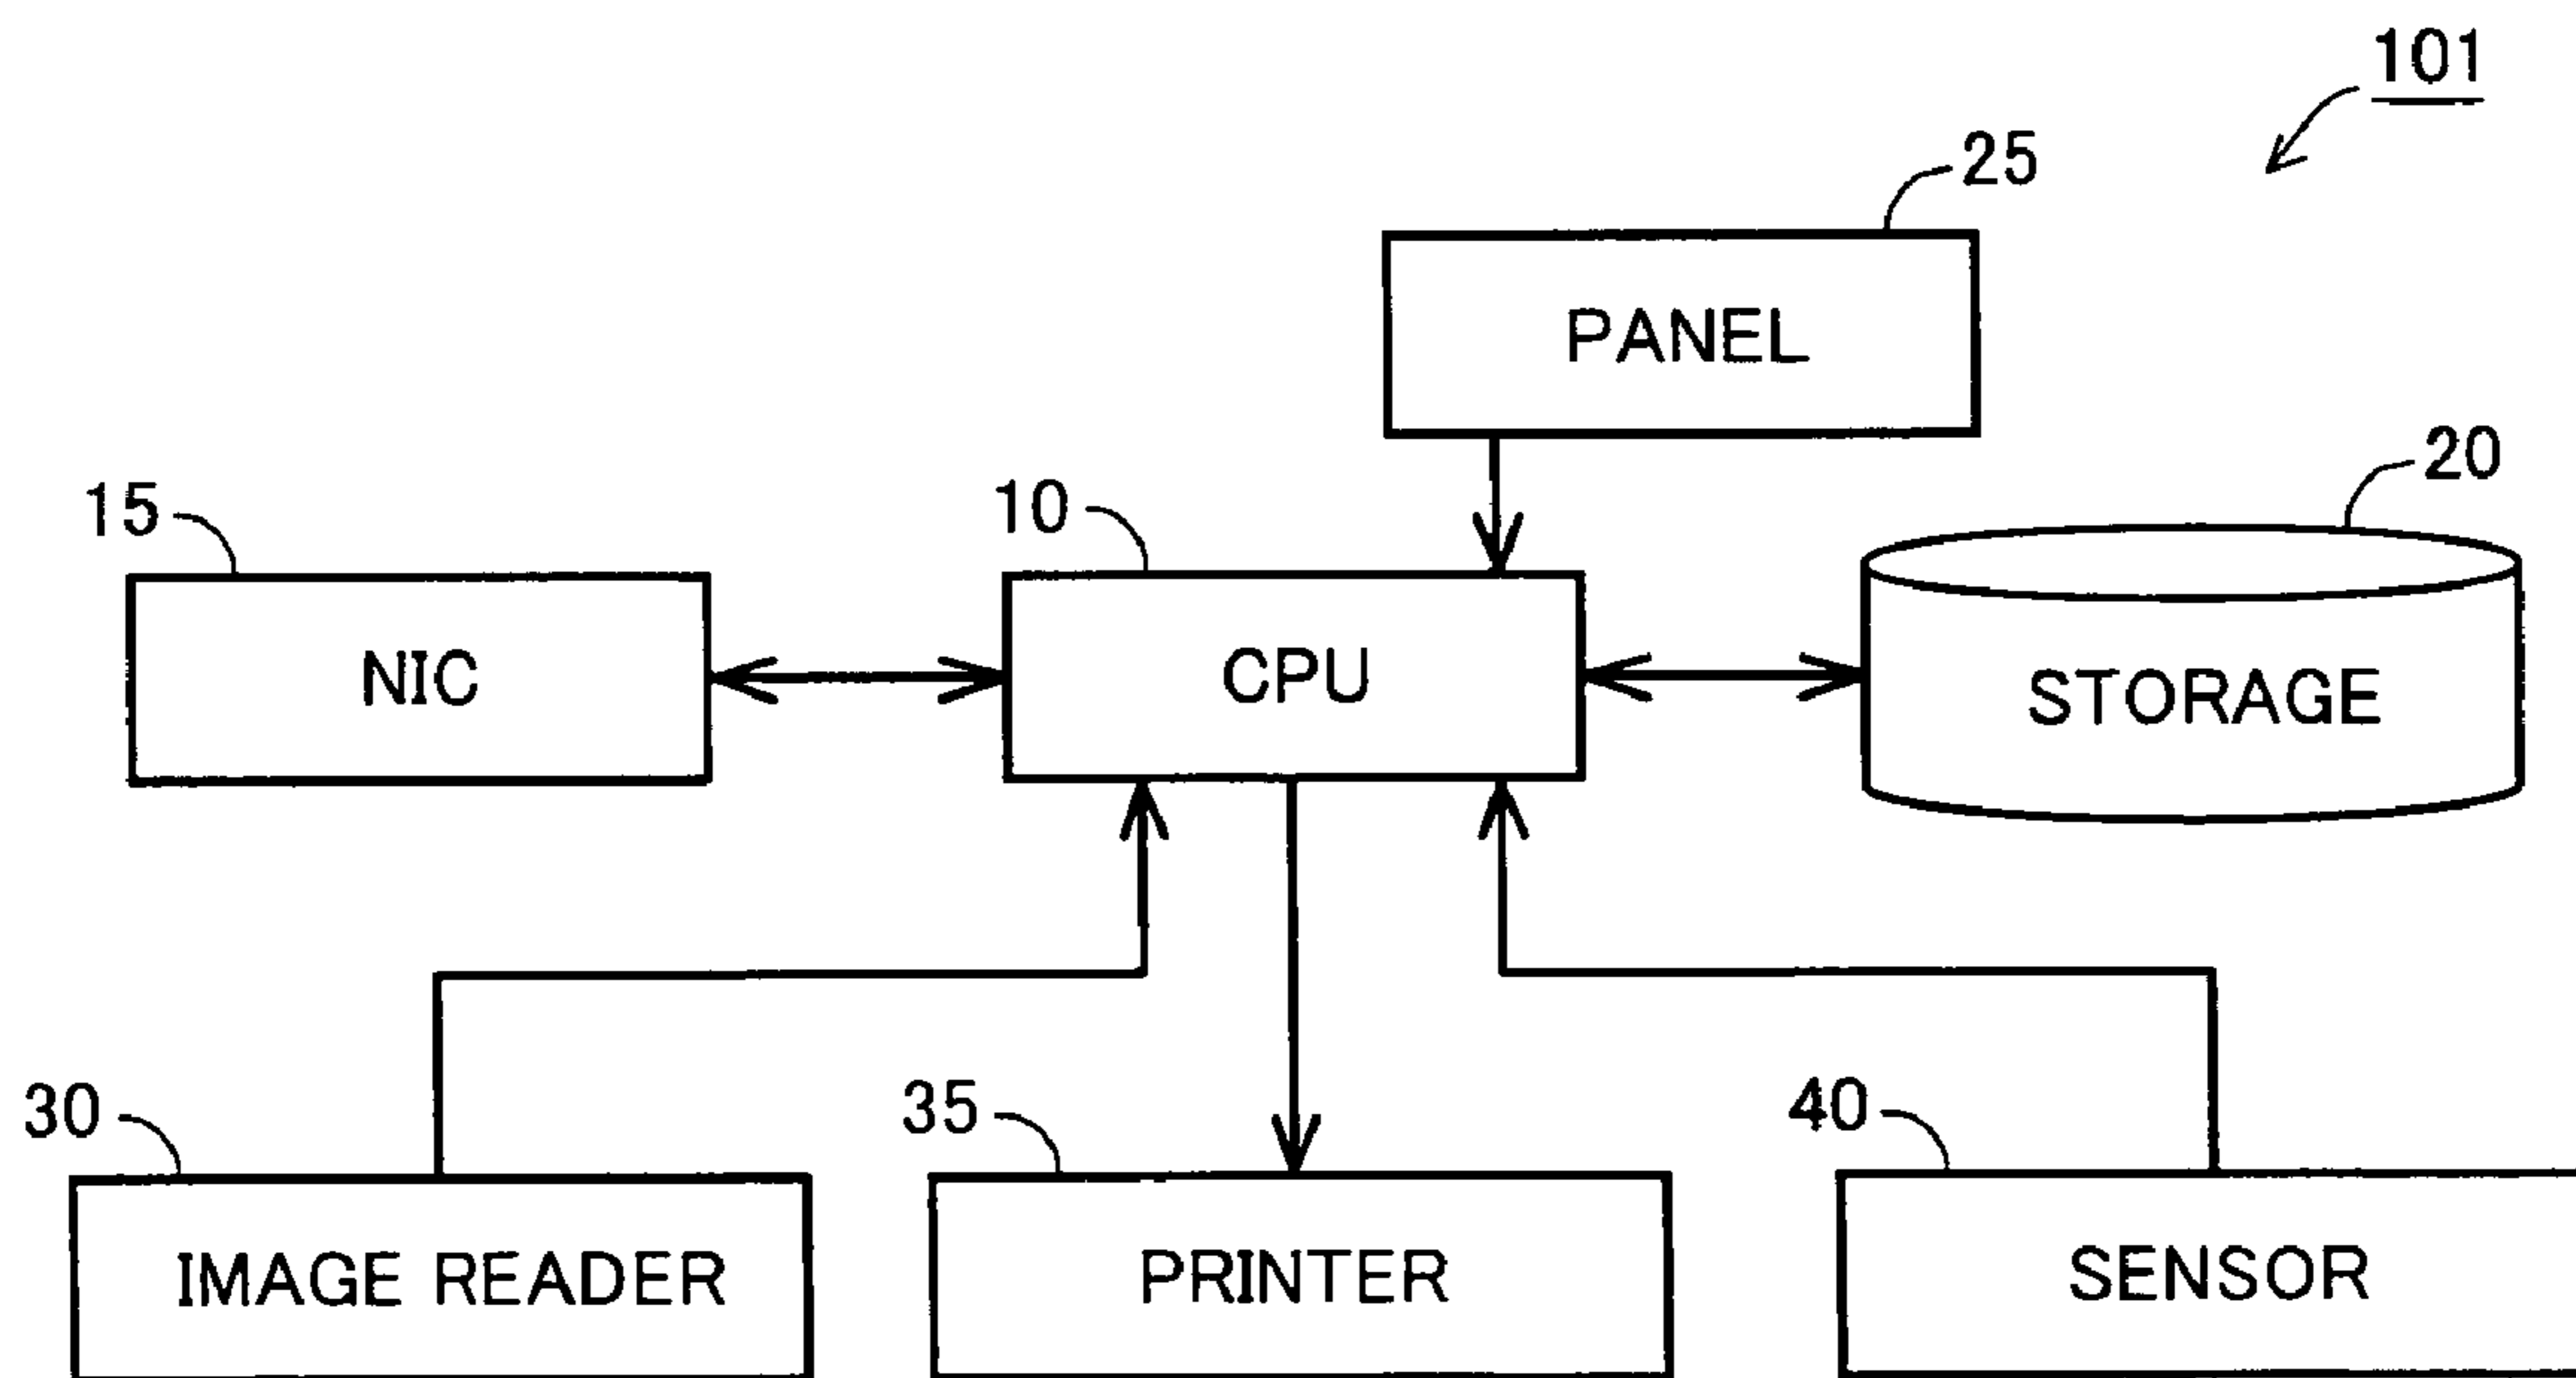 101
25
PANEL
20
15
10
NIC
CPU
STORAGE
30
35
40
IMAGE READER
PRINTER
SENSOR